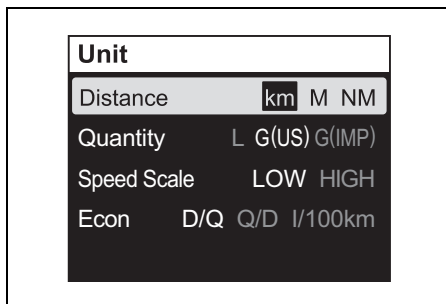 Unit
Distance km M NM
Quantity L G(US) G(IMP)
Speed Scale LOW HIGH
Econ D/Q Q/D l/100km